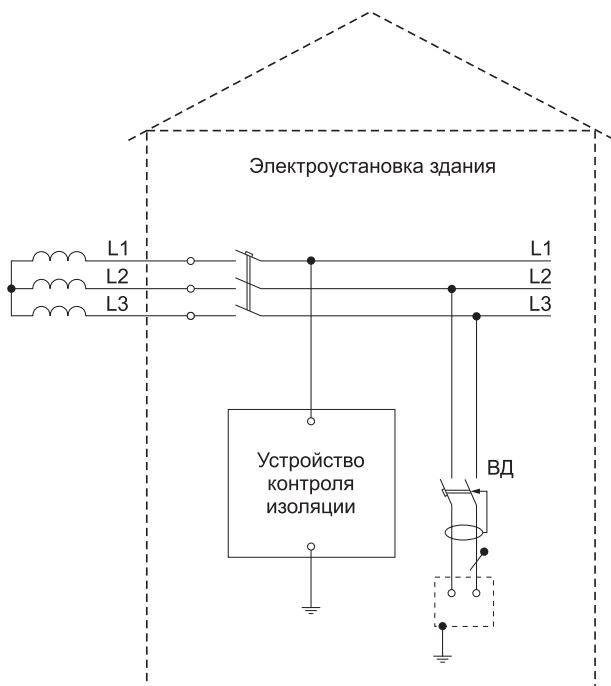 Электроустановка здания
L1
L1
L2
L2
L3
L3
Устройство
контроля
изоляции
ВД